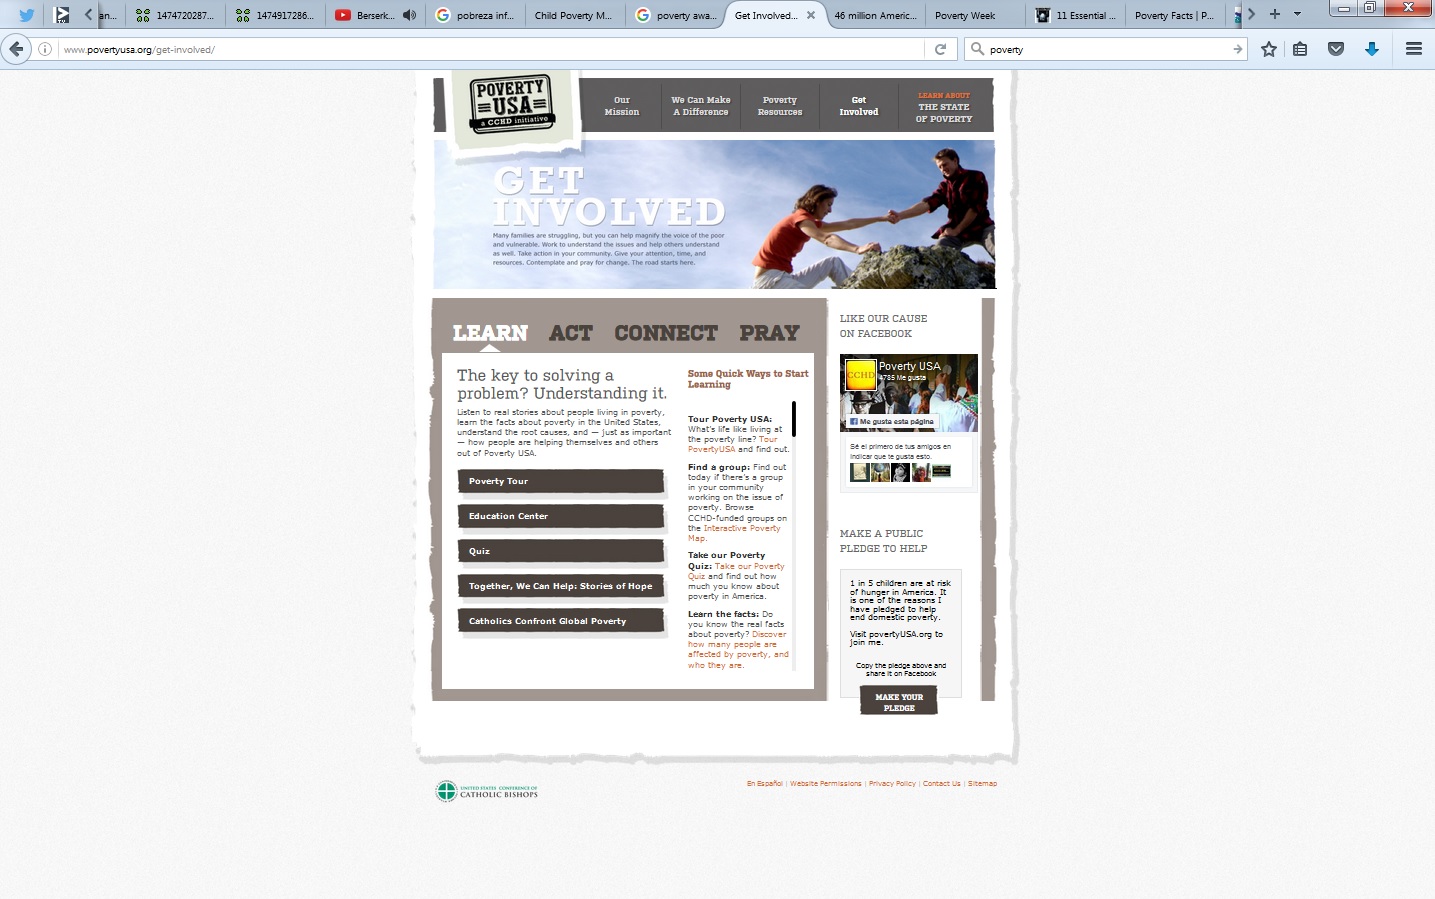 an...
1474720287...
1474917286...
Berserk...
pobreza inf...
Child Poverty M...
poverty awa...
Get Involved...
46 million Americ...
Poverty Week
11 Essential ...
Poverty Facts | P...
www.povertyusa.org/get-involved/
poverty
POVERTY
USA
a CCHD initiative
Our
Mission
We Can Make
A Difference
Poverty
Resources
Get
Involved
LEARN ABOUT
THE STATE
OF POVERTY
GET
INVOLVED
Many families are struggling, but you can help magnify the voice of the poor
and vulnerable. Work to understand the issues and help others understand
as well. Take action in your community. Give your attention, time, and
resources. Contemplate and pray for change. The road starts here.
LEARN ACT CONNECT PRAY
The key to solving a
problem? Understanding it.
Listen to real stories about people living in poverty,
learn the facts about poverty in the United States,
understand the root causes, and — just as important
— how people are helping themselves and others
out of Poverty USA.
Poverty Tour
Education Center
Quiz
Together, We Can Help: Stories of Hope
Catholics Confront Global Poverty
Some Quick Ways to Start
Learning
Tour Poverty USA:
What's life like living at
the poverty line? Tour
PovertyUSA and find out.
Find a group: Find out
today if there's a group
in your community
working on the issue of
poverty. Browse
CCHD-funded groups on
the Interactive Poverty
Map.
Take our Poverty
Quiz: Take our Poverty
Quiz and find out how
much you know about
poverty in America.
Learn the facts: Do
you know the real facts
about poverty? Discover
how many people are
affected by poverty, and
who they are.
LIKE OUR CAUSE
ON FACEBOOK
CCHD
Poverty USA
4785 Me gusta
Me gusta esta página
Sé el primero de tus amigos en
indicar que te gusta esto.
MAKE A PUBLIC
PLEDGE TO HELP
1 in 5 children are at risk
of hunger in America. It
is one of the reasons I
have pledged to help
end domestic poverty.
Visit povertyUSA.org to
join me.
Copy the pledge above and
share it on Facebook
MAKE YOUR
PLEDGE
UNITED STATES CONFERENCE OF
CATHOLIC BISHOPS
En Español | Website Permissions | Privacy Policy | Contact Us | Sitemap